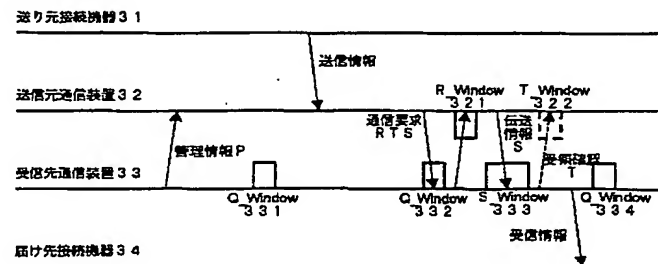 送り元接続機器31
送信情報
送信元通信装置32
R_Window
321
T_Window
322
通信要求
RTS
伝送
情報
S
管理情報P
受領確認
T
受信先通信装置33
Q_Window
331
Q_Window
332
S_Window
333
Q_Window
334
受信情報
届け先接続機器34